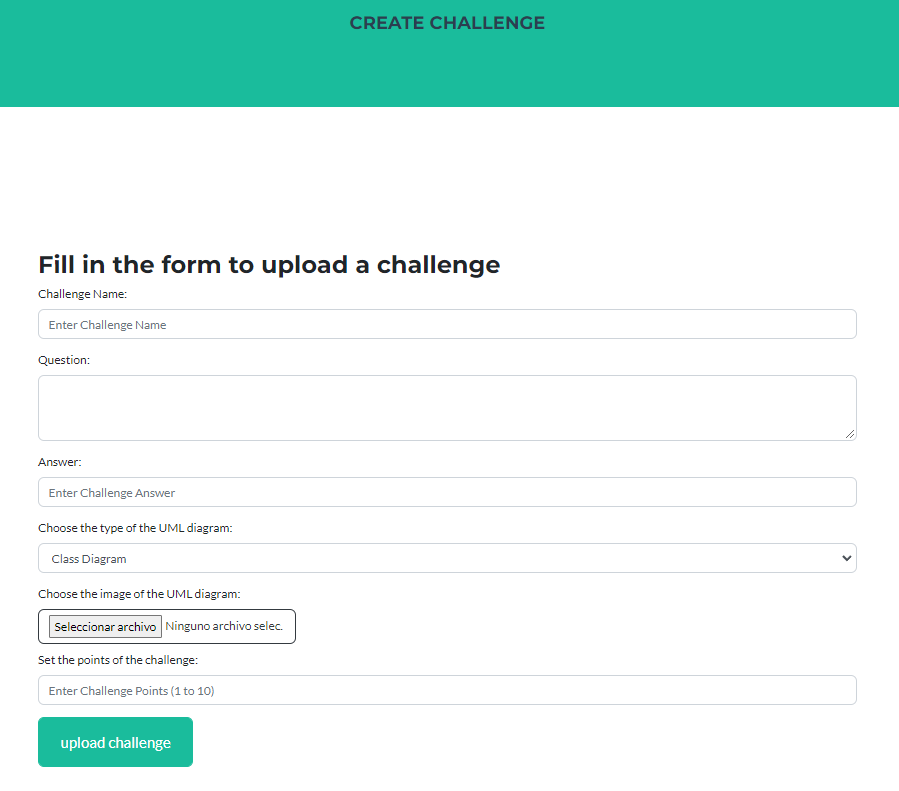 CREATE CHALLENGE
Fill in the form to upload a challenge
Challenge Name:
Enter Challenge Name
Question:
Answer:
Enter Challenge Answer
Choose the type of the UML diagram:
Class Diagram
Choose the image of the UML diagram:
Seleccionar archivo Ninguno archivo selec.
Set the points of the challenge:
Enter Challenge Points (1 to 10)
upload challenge